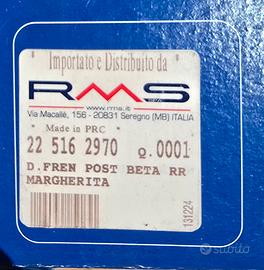 Importato e Distribuito da
RMS
www.rms.it
Via Macallè, 156 - 20831 Seregno (MB) ITALIA
Made in PRC
22 516 2970 Q.0001
D.FREN POST BETA RR
MARGHERITA
131224
subito